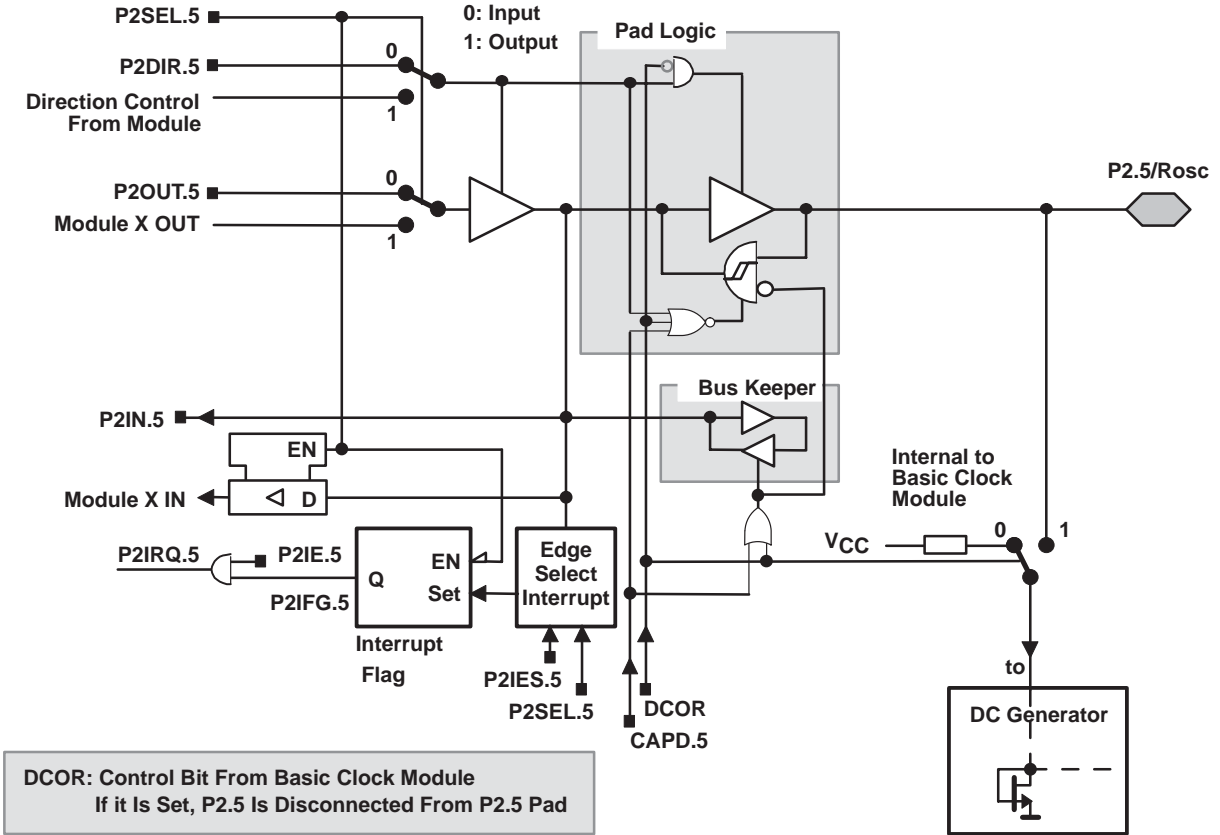 P2SEL.5
0: Input
1: Output
Pad Logic
P2DIR.5
0
Direction Control
From Module
1
P2OUT.5
0
Module X OUT
1
P2.5/Rosc
Bus Keeper
P2IN.5
EN
Module X IN
D
Internal to
Basic Clock
Module
0
1
VCC
P2IRQ.5
P2IE.5
EN
Q
Set
P2IFG.5
Edge
Select
Interrupt
Interrupt
Flag
P2IES.5
P2SEL.5
DCOR
CAPD.5
to
DC Generator
DCOR: Control Bit From Basic Clock Module
If it Is Set, P2.5 Is Disconnected From P2.5 Pad